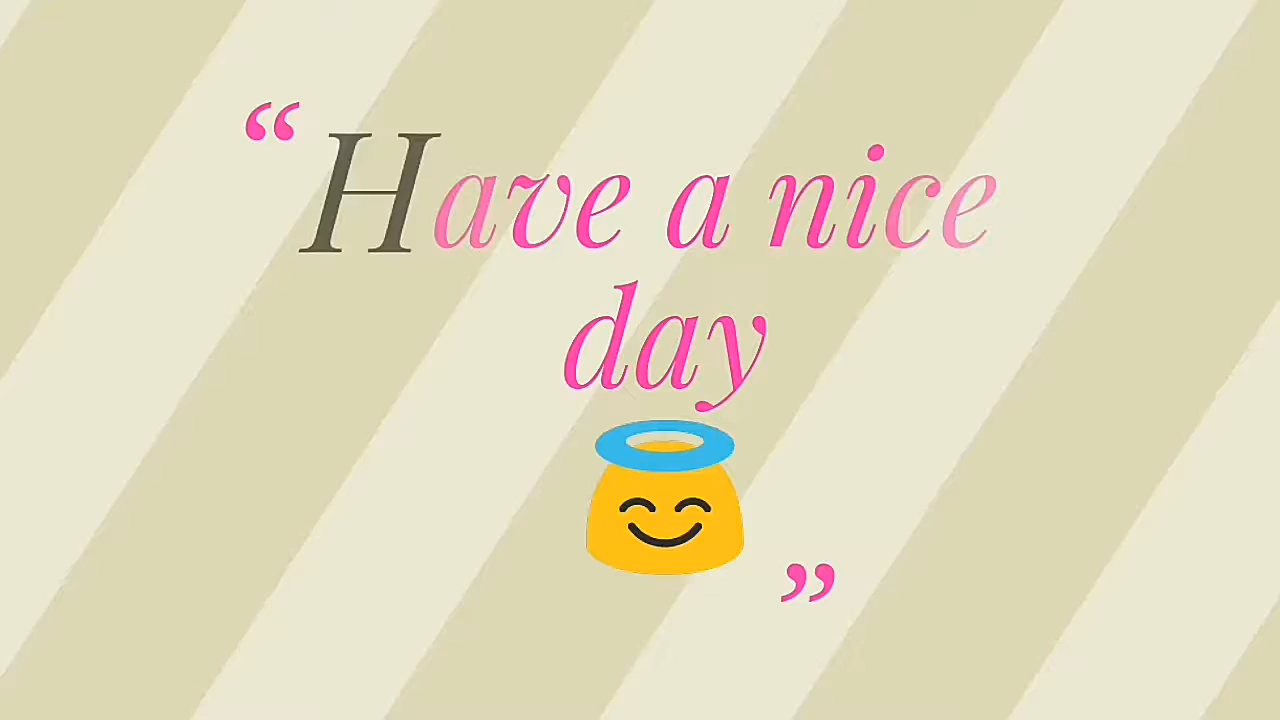 “Have a nice
day
😇
”